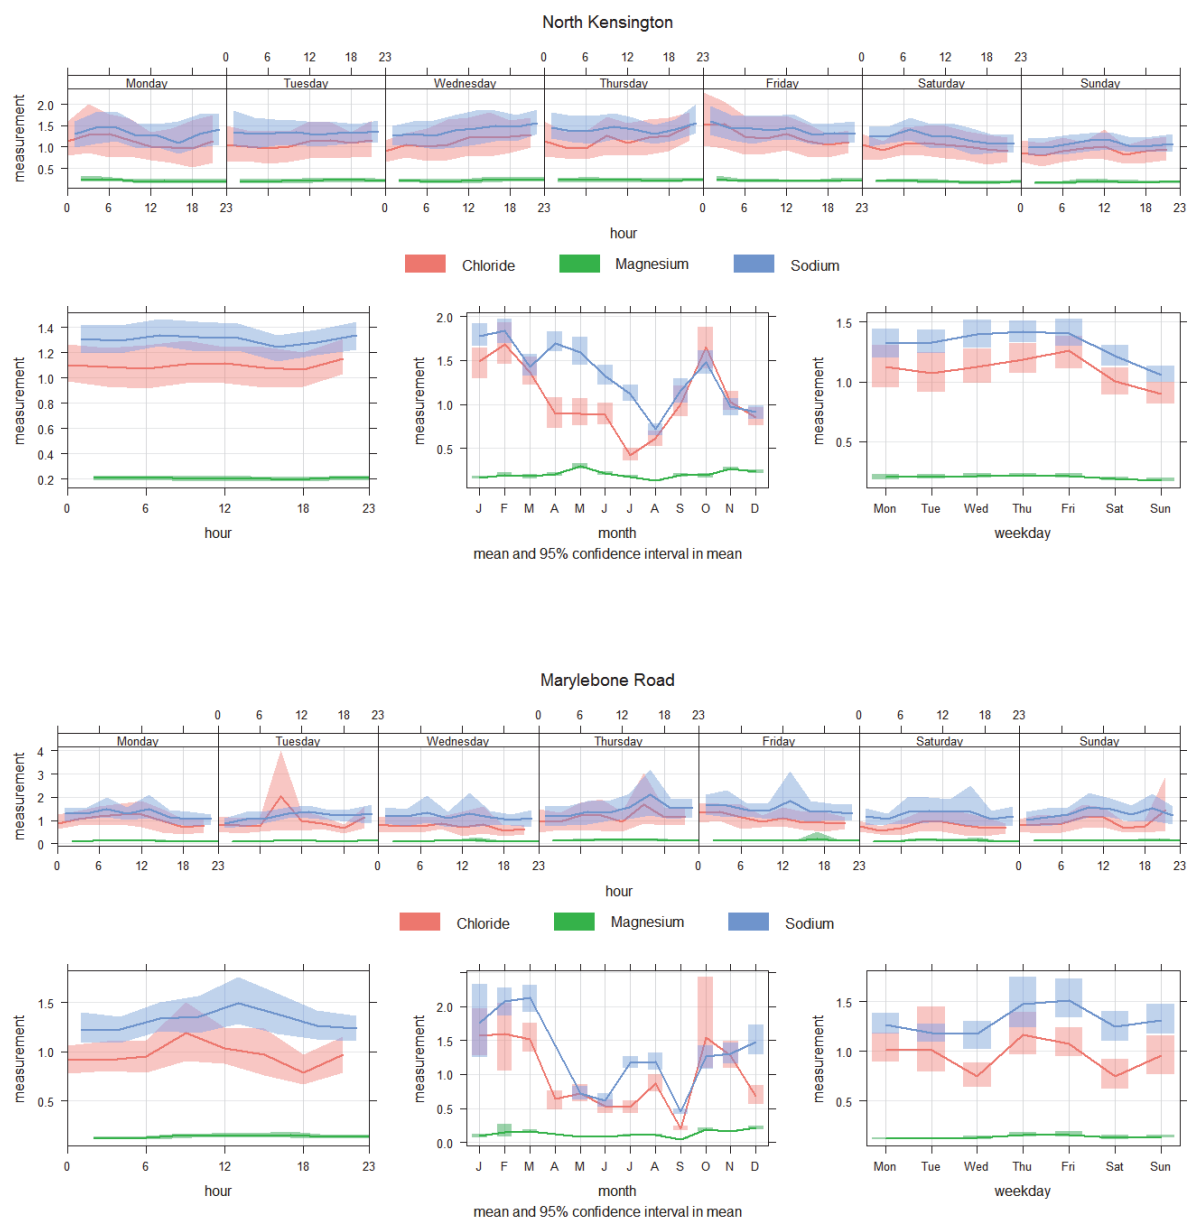 North Kensington
0 12 23 6 18 0 12 23 6 18
6 18 0 12 23 6 18 0 12 23
Monday Tuesday Wednesday Thursday Friday Saturday Sunday
measurement
2.0
1.5
1.0
0.5
0 6 12 18 23 0 6 12 18 23 0 6 12 18 23 0 6 12 18 23
hour
Chloride Magnesium Sodium
measurement
1.4
1.2
1.0
0.8
0.6
0.4
0.2
0 6 12 18 23
hour
measurement
2.0
1.5
1.0
0.5
J F M A M J J A S O N D
month
measurement
1.5
1.0
0.5
Mon Tue Wed Thu Fri Sat Sun
weekday
mean and 95% confidence interval in mean
Marylebone Road
0 6 12 18 23 0 6 12 18 23 0 6 12 18 23
Monday Tuesday Wednesday Thursday Friday Saturday Sunday
measurement
4
3
2
1
0
0 6 12 18 0 6 12 18 23 0 6 12 18 23 0 6 12 18 23
hour
Chloride Magnesium Sodium
measurement
1.5
1.0
0.5
0 6 12 18 23
hour
measurement
2.0
1.5
1.0
0.5
0.0
J F M A M J J A S O N D
month
measurement
1.5
1.0
0.5
Mon Tue Wed Thu Fri Sat Sun
weekday
mean and 95% confidence interval in mean